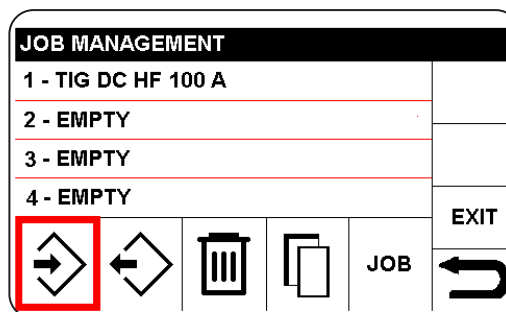 JOB MANAGEMENT
1 - TIG DC HF 100 A
2 - EMPTY
3 - EMPTY
4 - EMPTY
EXIT
JOB